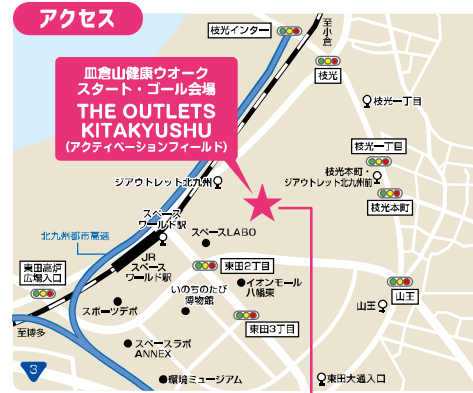 アクセス
枝光インター
至小倉
枝光
皿倉山健康ウオーク
スタート・ゴール会場
THE OUTLETS
KITAKYUSHU
(アクティベーションフィールド)
枝光一丁目
枝光一丁目
枝光本町・
ジアウトレット北九州前
枝光本町
ジアウトレット北九州
スペース
ワールド駅
スペースLABO
北九州都市高速
JR
スペース
ワールド駅
東田2丁目
東田高炉
広場入口
いのちのたび
博物館
イオンモール
八幡東
山王
山王
スポーツデポ
東田3丁目
至博多
スペースラボ
ANNEX
3
環境ミュージアム
東田大通入口